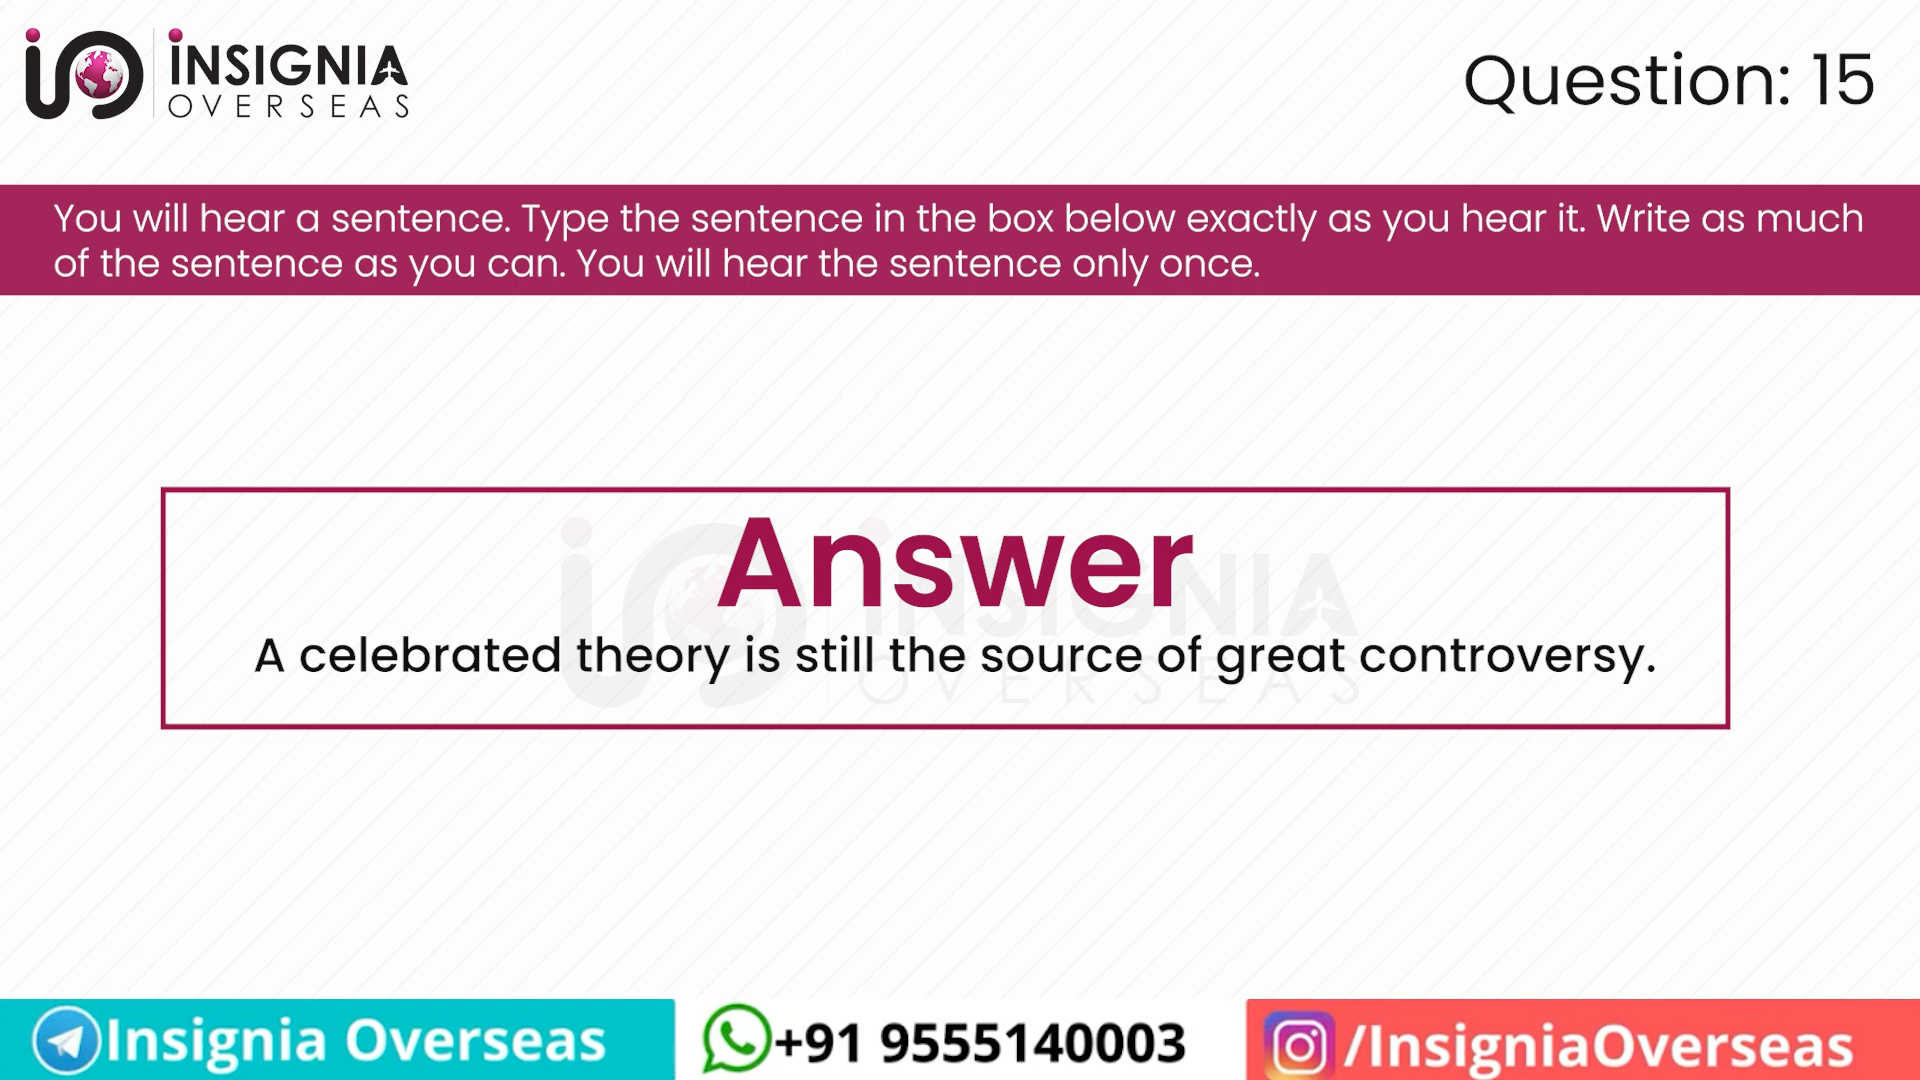 INSIGNIA
OVERSEAS
Question: 15
You will hear a sentence. Type the sentence in the box below exactly as you hear it. Write as much
of the sentence as you can. You will hear the sentence only once.
INSIGNIA
OVERSEAS
Answer
A celebrated theory is still the source of great controversy.
Insignia Overseas
+91 9555140003
/InsigniaOverseas